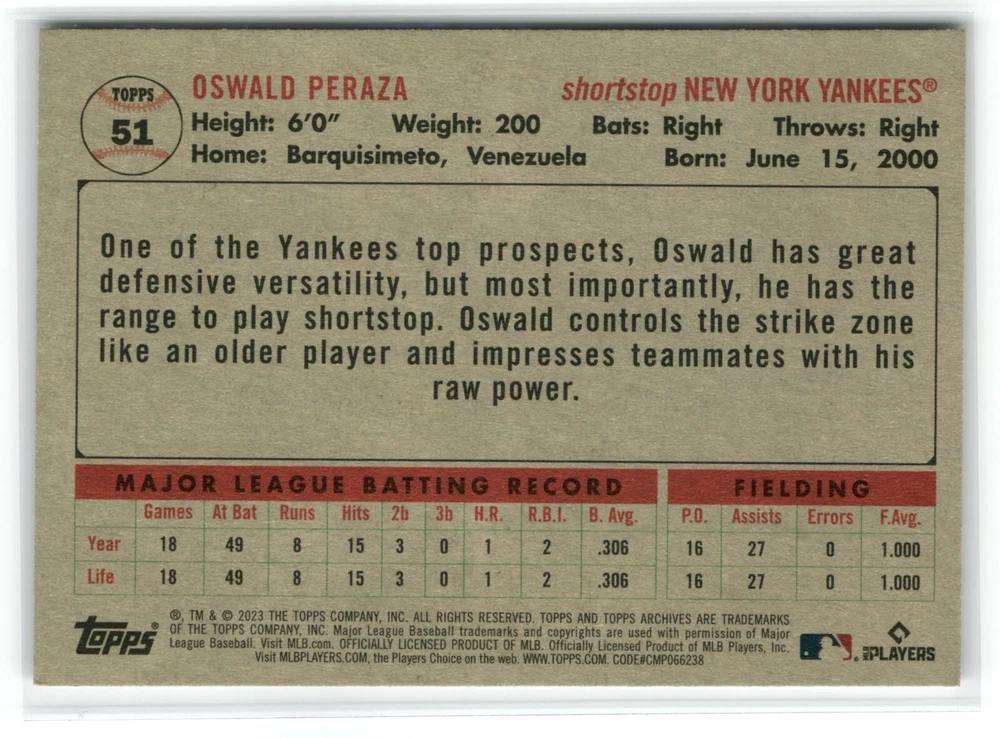 TOPPS
51
OSWALD PERAZA shortstop NEW YORK YANKEES®
Height: 6'0" Weight: 200 Bats: Right Throws: Right
Home: Barquisimeto, Venezuela Born: June 15, 2000
One of the Yankees top prospects, Oswald has great
defensive versatility, but most importantly, he has the
range to play shortstop. Oswald controls the strike zone
like an older player and impresses teammates with his
raw power.
MAJOR LEAGUE BATTING RECORD FIELDING
Games At Bat Runs Hits 2b 3b H.R. R.B.I. B. Avg. P.O. Assists Errors F.Avg.
Year 18 49 8 15 3 0 1 2 .306 16 27 0 1.000
Life 18 49 8 15 3 0 1 2 .306 16 27 0 1.000
®, TM & © 2023 THE TOPPS COMPANY, INC. ALL RIGHTS RESERVED. TOPPS AND TOPPS ARCHIVES ARE TRADEMARKS
OF THE TOPPS COMPANY, INC. Major League Baseball trademarks and copyrights are used with permission of Major
League Baseball. Visit MLB.com. OFFICIALLY LICENSED PRODUCT OF MLB. Officially Licensed Product of MLB Players, Inc.
Visit MLBPLAYERS.COM, the Players Choice on the web. WWW.TOPPS.COM. CODE#CMP066238
Topps®
MLB PLAYERS